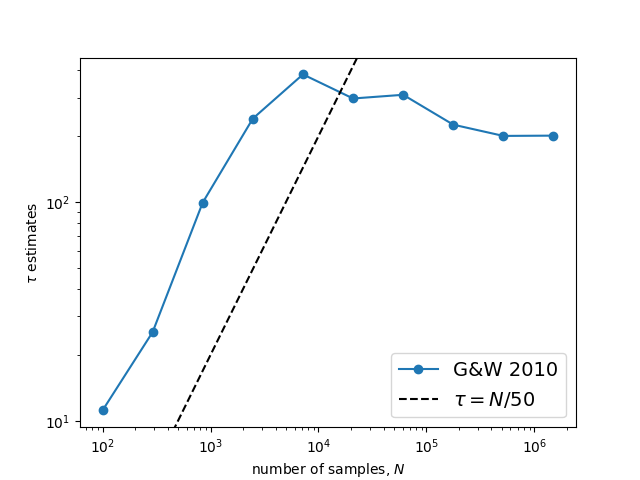 10²
10¹
τ estimates
10²
10³
10⁴
10⁵
10⁶
number of samples, N
G&W 2010
τ = N/50